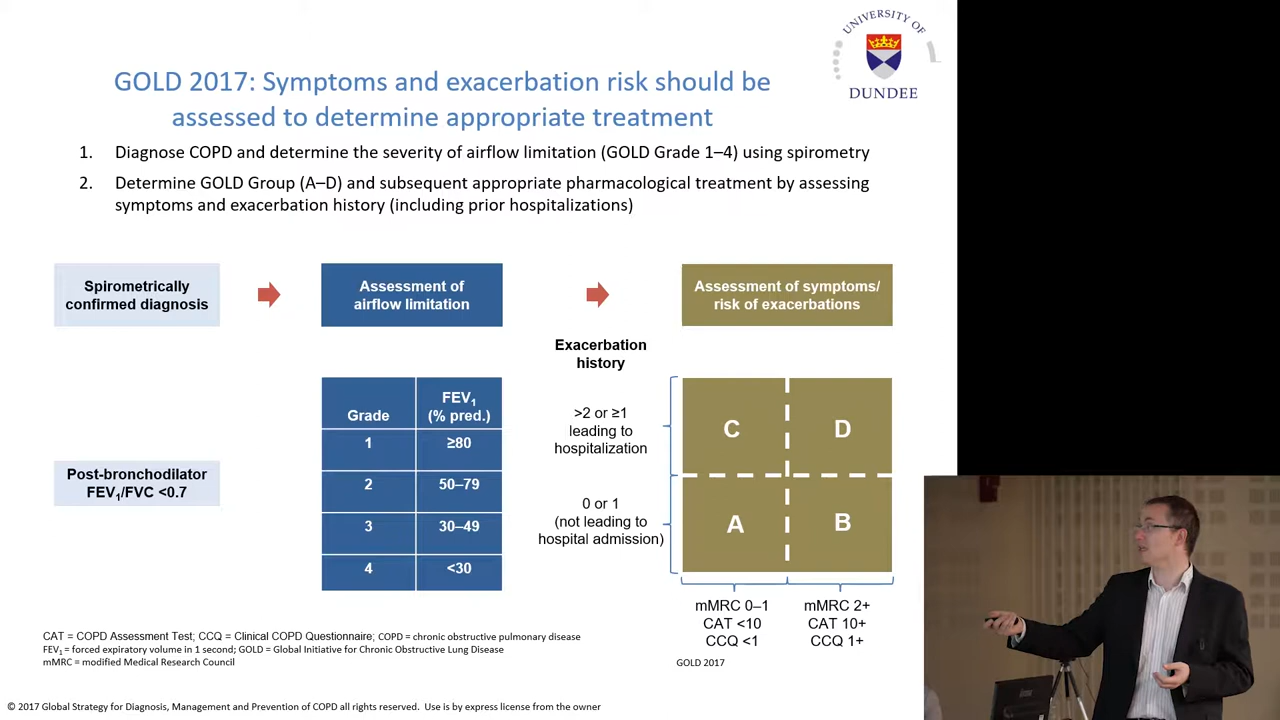 UNIVERSITY OF
DUNDEE
GOLD 2017: Symptoms and exacerbation risk should be
assessed to determine appropriate treatment
1. Diagnose COPD and determine the severity of airflow limitation (GOLD Grade 1–4) using spirometry
2. Determine GOLD Group (A–D) and subsequent appropriate pharmacological treatment by assessing
symptoms and exacerbation history (including prior hospitalizations)
Spirometrically
confirmed diagnosis
Assessment of
airflow limitation
Assessment of symptoms/
risk of exacerbations
Post-bronchodilator
FEV₁/FVC <0.7
Grade FEV₁ (% pred.)
1 ≥80
2 50–79
3 30–49
4 <30
Exacerbation
history
>2 or ≥1
leading to
hospitalization
0 or 1
(not leading to
hospital admission)
C D
A B
mMRC 0–1
CAT <10
CCQ <1
mMRC 2+
CAT 10+
CCQ 1+
GOLD 2017
CAT = COPD Assessment Test; CCQ = Clinical COPD Questionnaire; COPD = chronic obstructive pulmonary disease
FEV₁ = forced expiratory volume in 1 second; GOLD = Global Initiative for Chronic Obstructive Lung Disease
mMRC = modified Medical Research Council
© 2017 Global Strategy for Diagnosis, Management and Prevention of COPD all rights reserved. Use is by express license from the owner